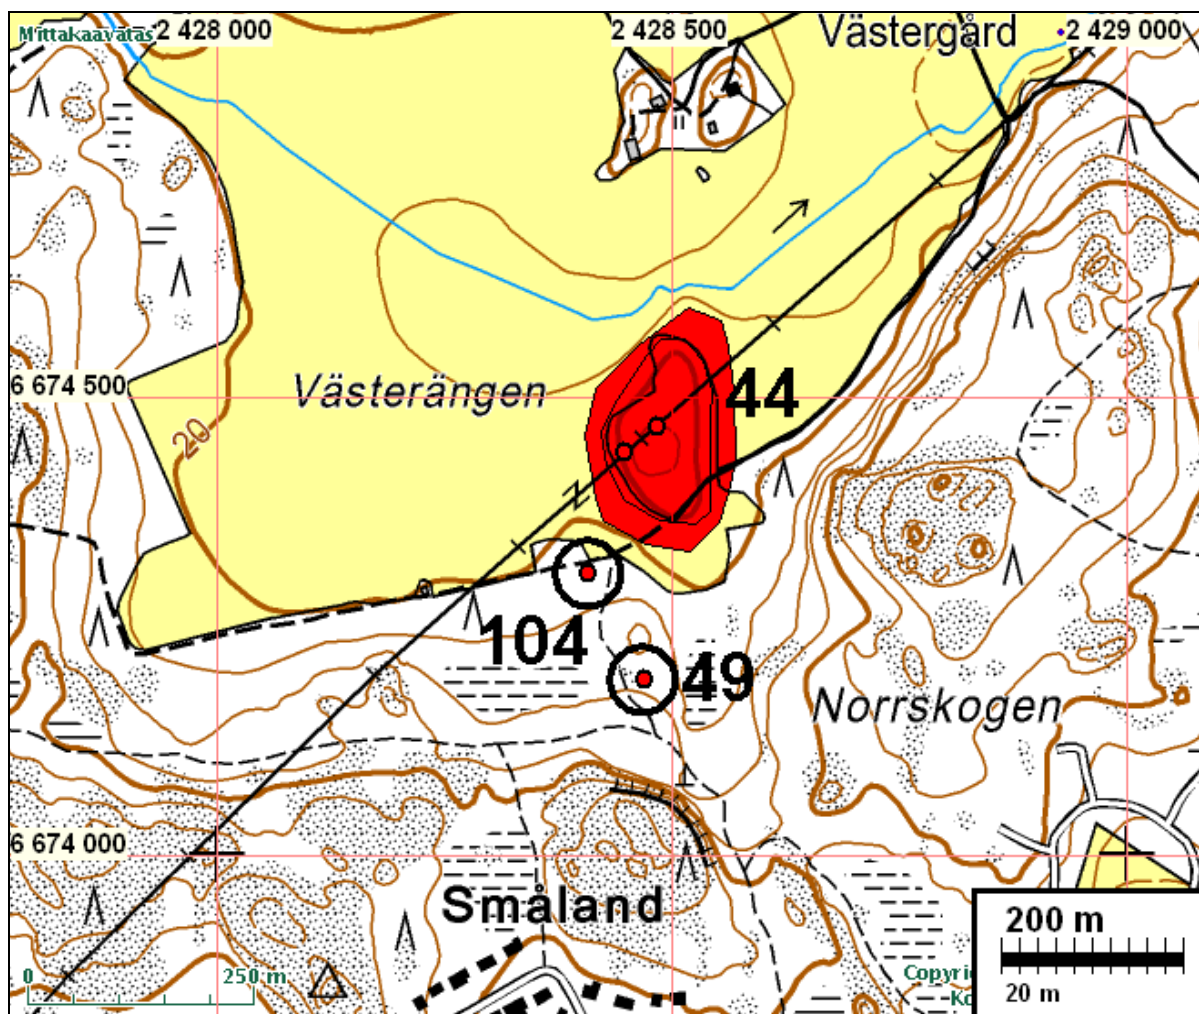 Mittakaavatas
2 428 000
2 428 500
Västergård
2 429 000
6 674 500
Västerängen
44
20
104
49
Norrskogen
6 674 000
Småland
200 m
20 m
0
250 m